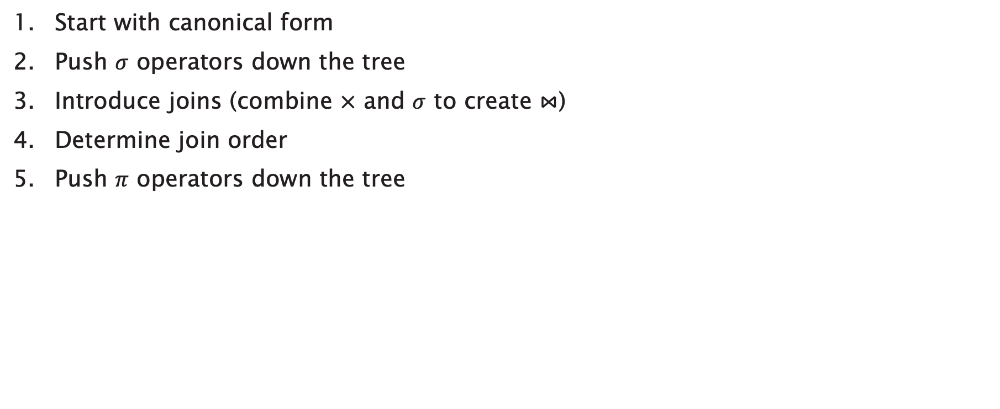 1. Start with canonical form
2. Push σ operators down the tree
3. Introduce joins (combine × and σ to create ⋈)
4. Determine join order
5. Push π operators down the tree